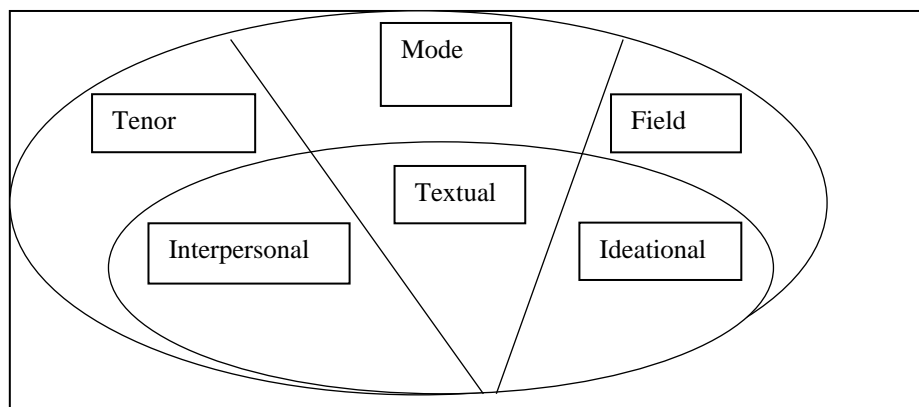 Mode
Tenor
Field
Textual
Interpersonal
Ideational